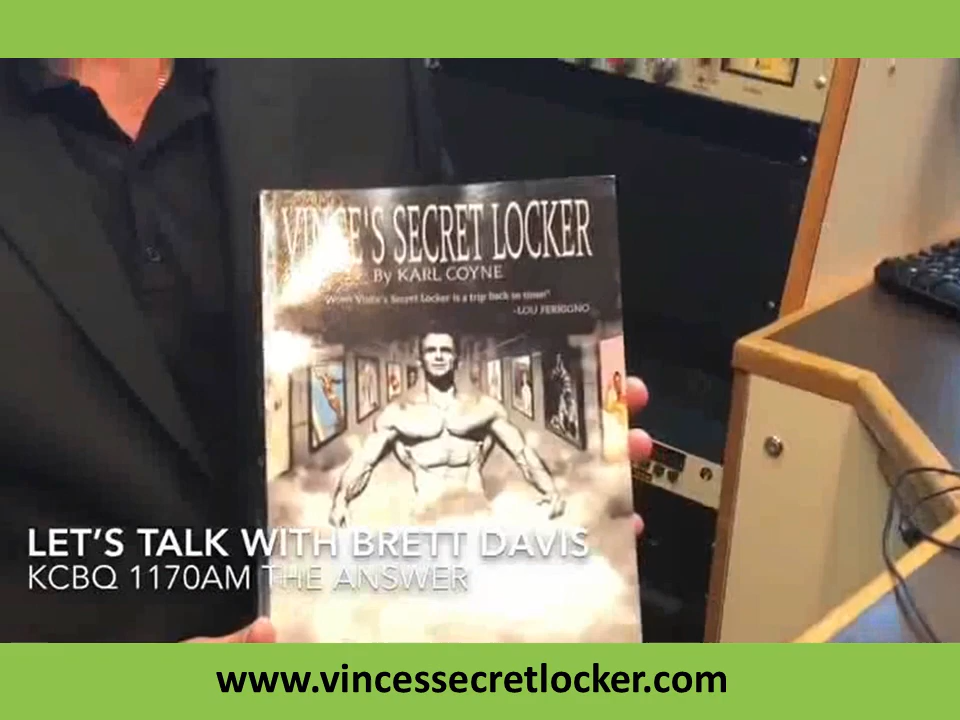 VINCE'S SECRET LOCKER
By KARL COYNE
Vince's Secret Locker is a trip back in time!"
-LOU FERIGNO
LET'S TALK WITH BRETT DAVIS
KCBQ 1170AM THE ANSWER
www.vincessecretlocker.com